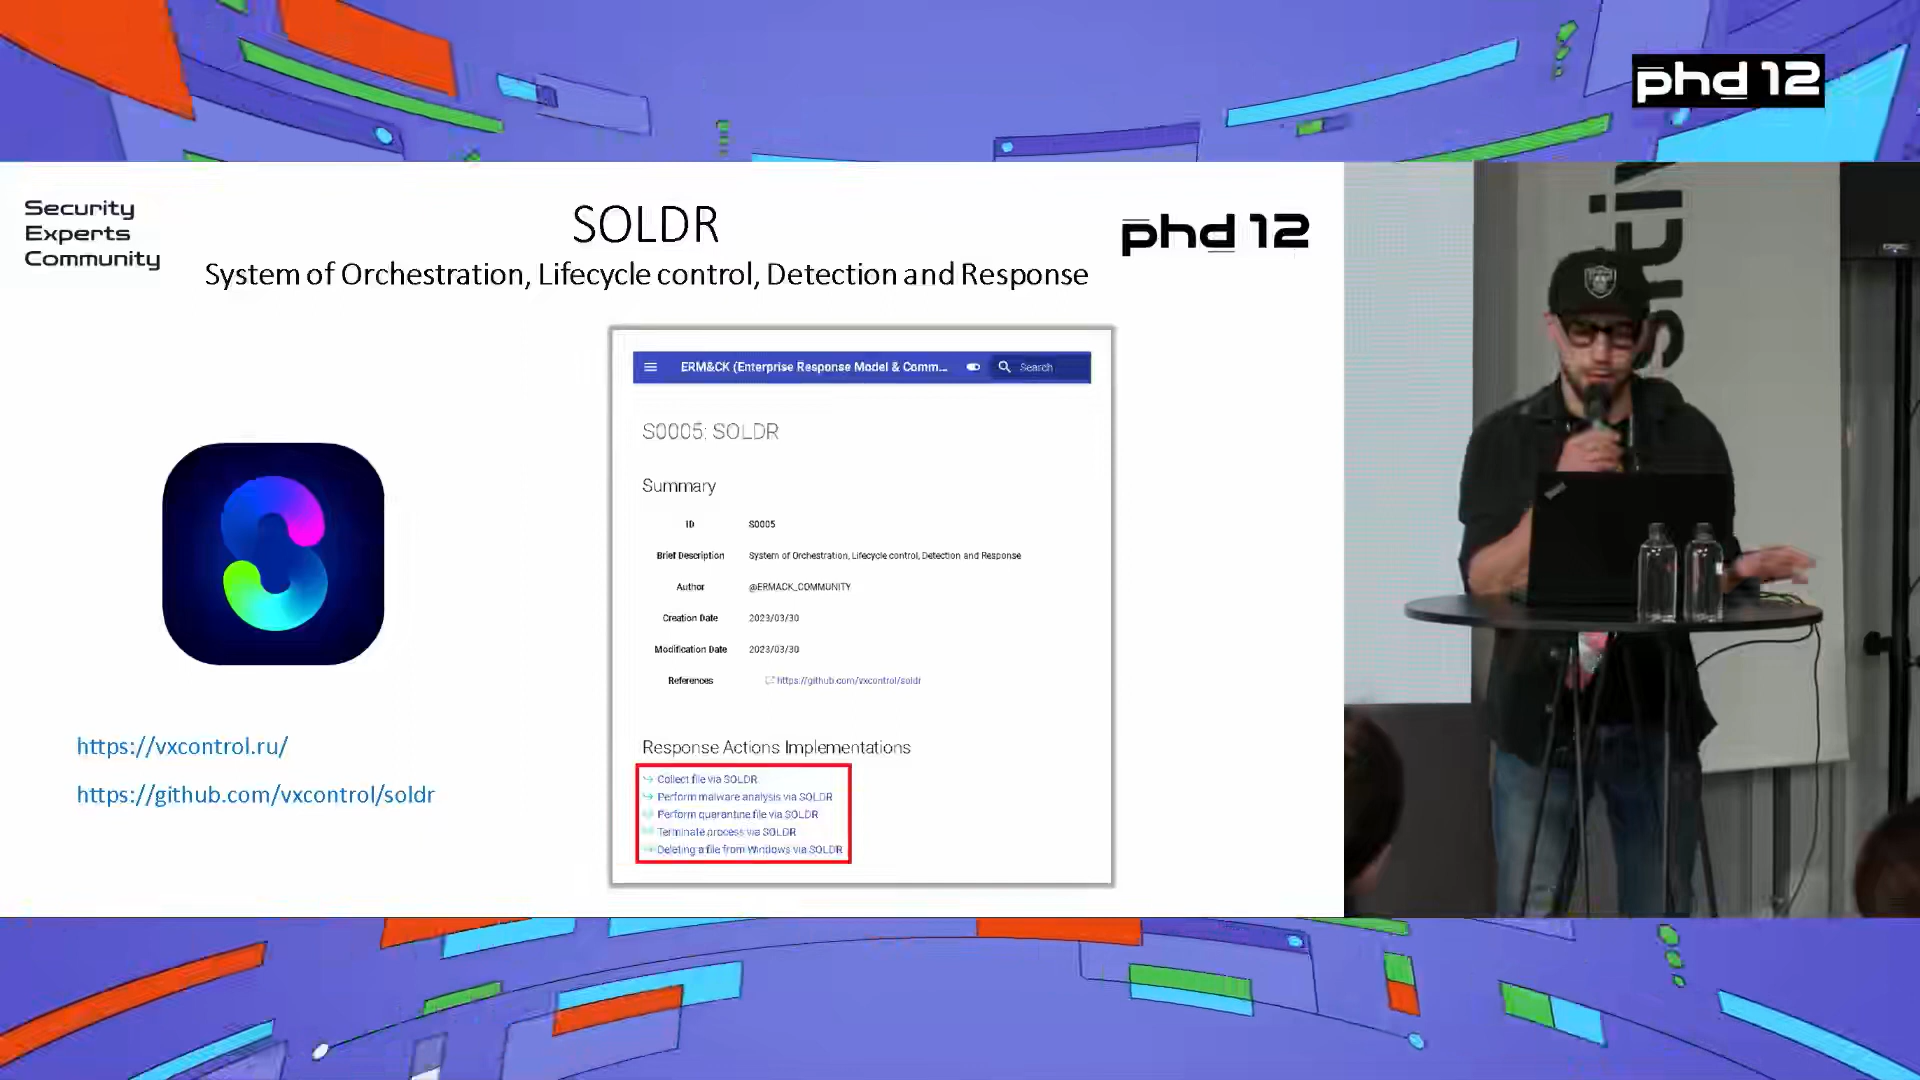 phd 12
Security
Experts
Community
SOLDR
System of Orchestration, Lifecycle control, Detection and Response
phd 12
ERM&CK (Enterprise Response Model & Comm...
Search
S0005: SOLDR
Summary
ID S0005
Brief Description System of Orchestration, Lifecycle control, Detection and Response
Author @ERMACK_COMMUNITY
Creation Date 2023/03/30
Modification Date 2023/03/30
References https://github.com/vxcontrol/soldr
Response Actions Implementations
Collect file via SOLDR
Perform malware analysis via SOLDR
Perform quarantine file via SOLDR
Terminate process via SOLDR
Deleting a file from Windows via SOLDR
https://vxcontrol.ru/
https://github.com/vxcontrol/soldr